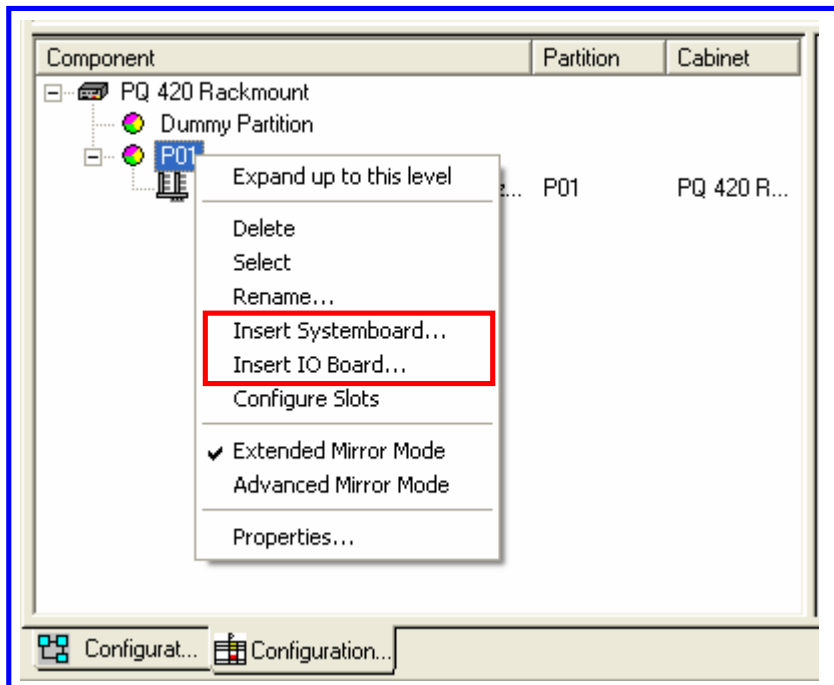 Component Partition Cabinet
PQ 420 Rackmount
Dummy Partition
P01
Expand up to this level
... P01 PQ 420 R...
Delete
Select
Rename...
Insert Systemboard...
Insert IO Board...
Configure Slots
Extended Mirror Mode
Advanced Mirror Mode
Properties...
Configurat... Configuration...